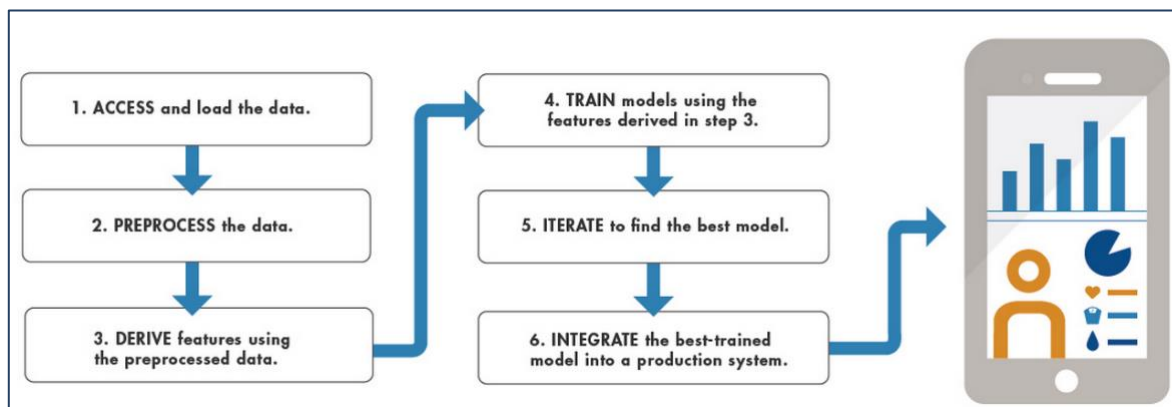 1. ACCESS and load the data.
2. PREPROCESS the data.
3. DERIVE features using
the preprocessed data.
4. TRAIN models using the
features derived in step 3.
5. ITERATE to find the best model.
6. INTEGRATE the best-trained
model into a production system.